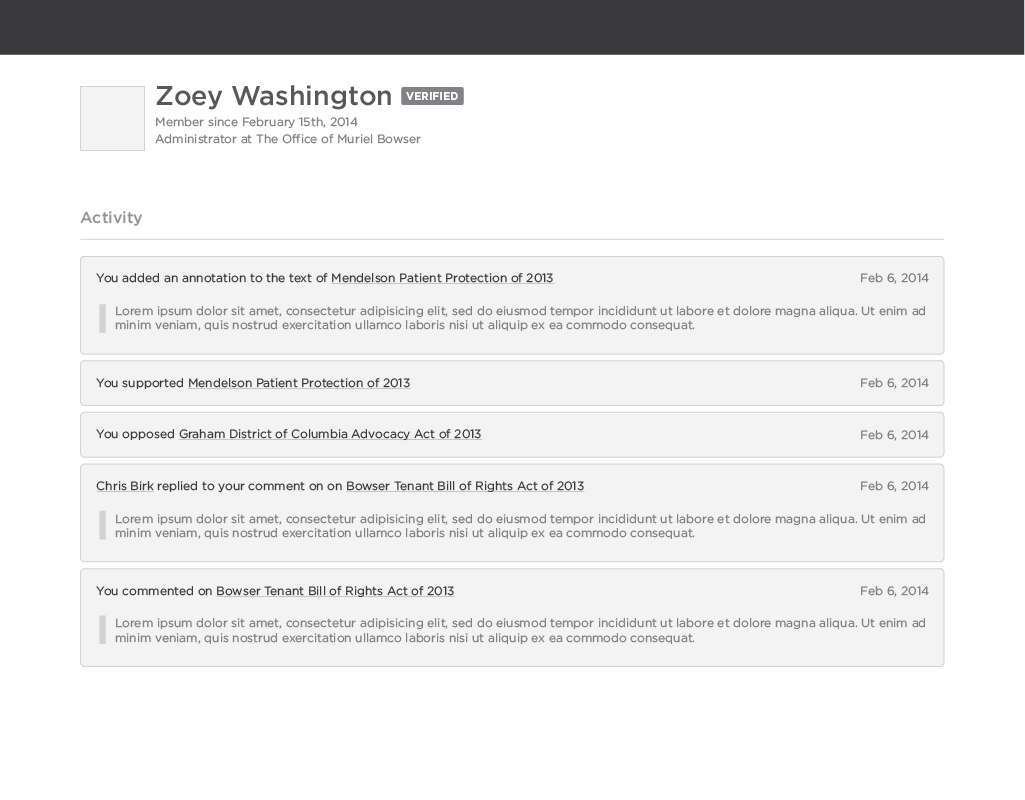 Zoey Washington VERIFIED
Member since February 15th, 2014
Administrator at The Office of Muriel Bowser
Activity
You added an annotation to the text of Mendelson Patient Protection of 2013 Feb 6, 2014
Lorem ipsum dolor sit amet, consectetur adipisicing elit, sed do eiusmod tempor incididunt ut labore et dolore magna aliqua. Ut enim ad
minim veniam, quis nostrud exercitation ullamco laboris nisi ut aliquip ex ea commodo consequat.
You supported Mendelson Patient Protection of 2013 Feb 6, 2014
You opposed Graham District of Columbia Advocacy Act of 2013 Feb 6, 2014
Chris Birk replied to your comment on on Bowser Tenant Bill of Rights Act of 2013 Feb 6, 2014
Lorem ipsum dolor sit amet, consectetur adipisicing elit, sed do eiusmod tempor incididunt ut labore et dolore magna aliqua. Ut enim ad
minim veniam, quis nostrud exercitation ullamco laboris nisi ut aliquip ex ea commodo consequat.
You commented on Bowser Tenant Bill of Rights Act of 2013 Feb 6, 2014
Lorem ipsum dolor sit amet, consectetur adipisicing elit, sed do eiusmod tempor incididunt ut labore et dolore magna aliqua. Ut enim ad
minim veniam, quis nostrud exercitation ullamco laboris nisi ut aliquip ex ea commodo consequat.